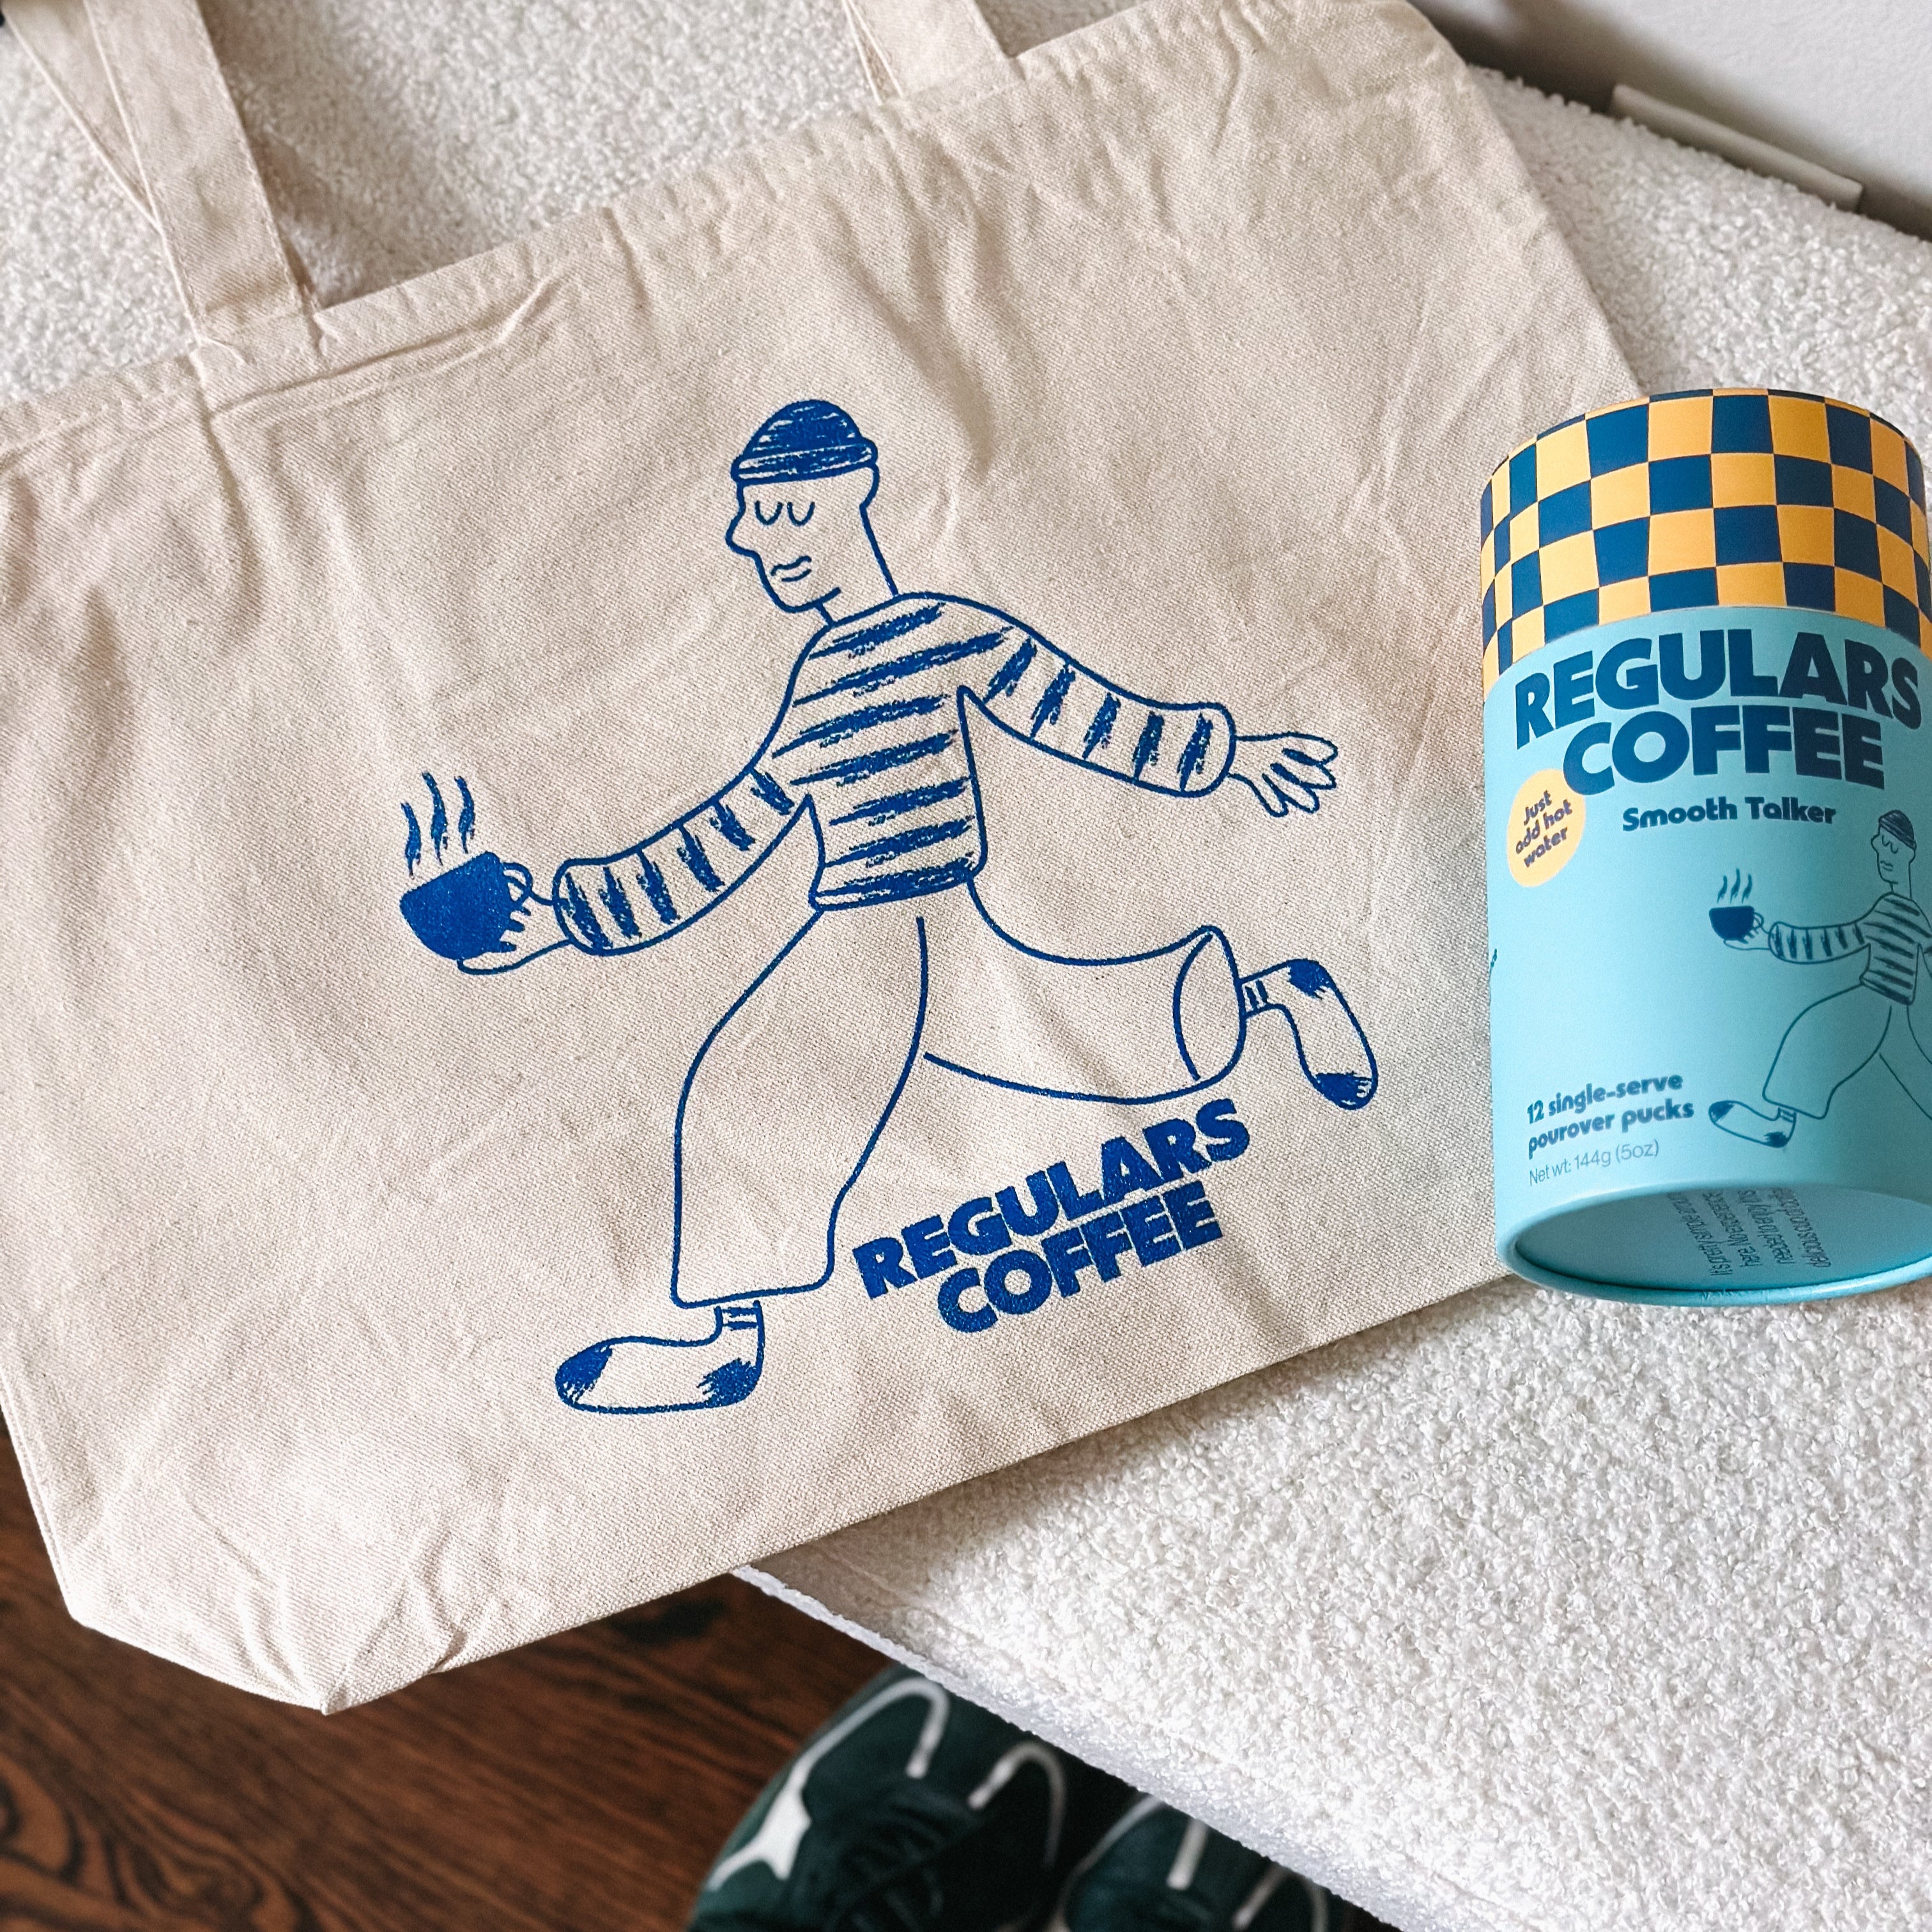 REGULARS
COFFEE
REGULARS
COFFEE
Smooth Talker
Just
add hot
water
12 single-serve
pourover pucks
Net wt: 144g (5oz)